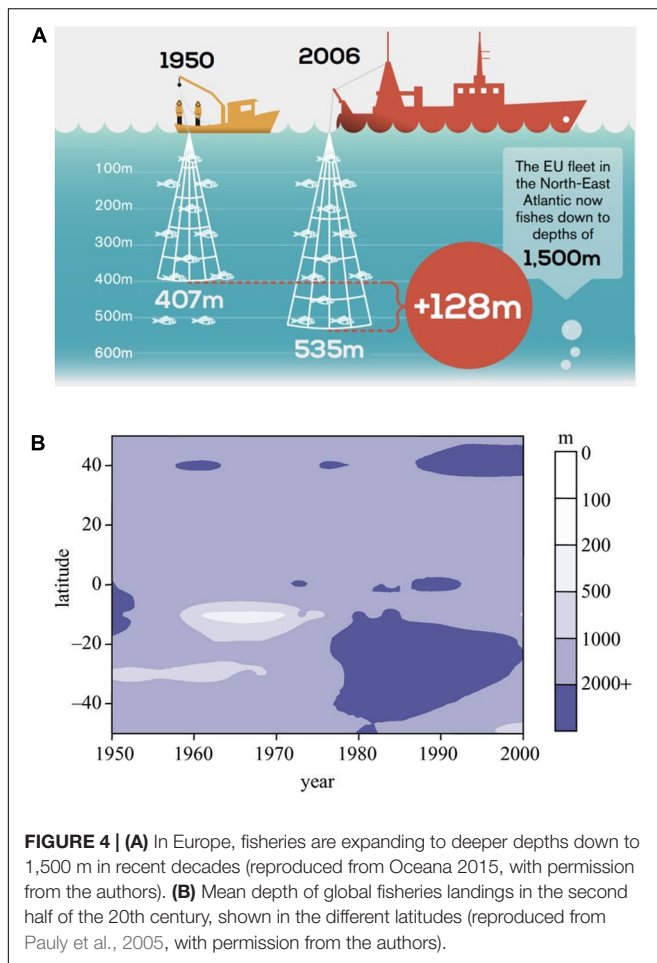 A
1950
2006
100m
200m
300m
400m
500m
600m
407m
535m
+128m
The EU fleet in
the North-East
Atlantic now
fishes down to
depths of
1,500m
B
m
0
100
200
500
1000
2000+
latitude
40
20
0
−20
−40
1950
1960
1970
1980
1990
2000
year
FIGURE 4 | (A) In Europe, fisheries are expanding to deeper depths down to
1,500 m in recent decades (reproduced from Oceana 2015, with permission
from the authors). (B) Mean depth of global fisheries landings in the second
half of the 20th century, shown in the different latitudes (reproduced from
Pauly et al., 2005, with permission from the authors).